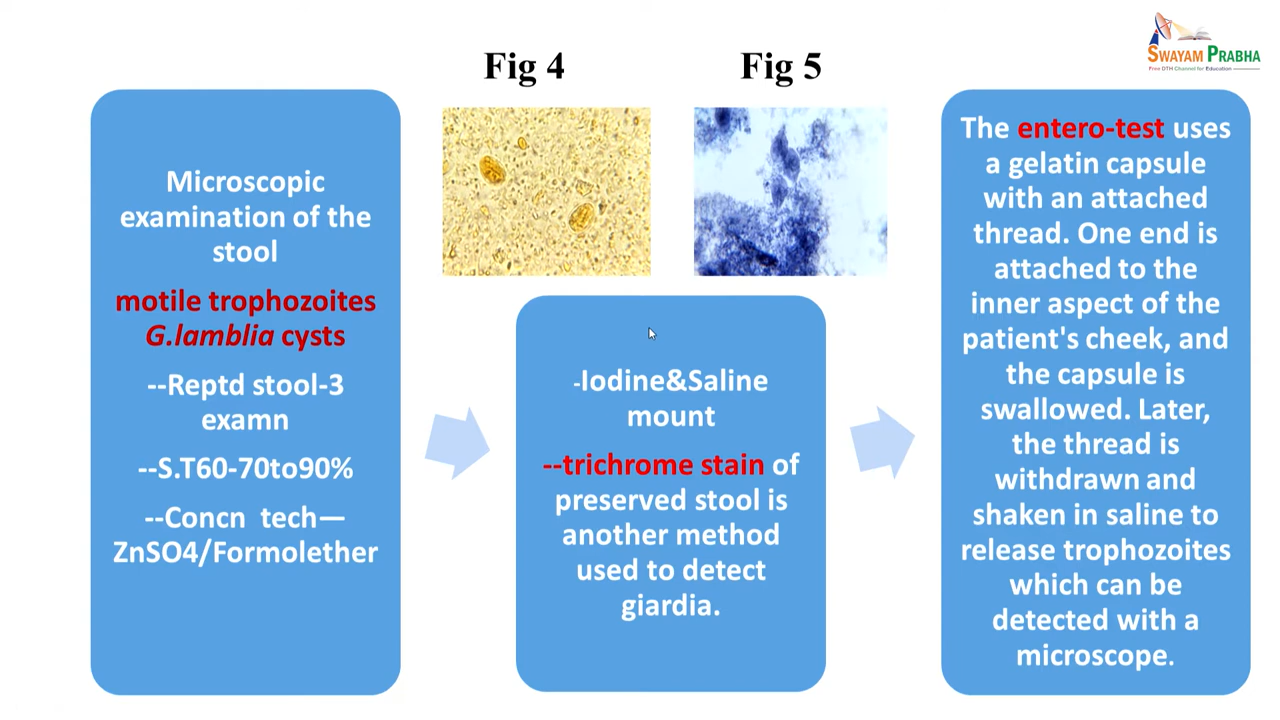 SWAYAM PRABHA
Free DTH Channel for Education
Fig 4
Fig 5
Microscopic
examination of the
stool
motile trophozoites
G.lamblia cysts
--Reptd stool-3
examn
--S.T60-70to90%
--Concn tech—
ZnSO4/Formolether
-Iodine&Saline
mount
--trichrome stain of
preserved stool is
another method
used to detect
giardia.
The entero-test uses
a gelatin capsule
with an attached
thread. One end is
attached to the
inner aspect of the
patient's cheek, and
the capsule is
swallowed. Later,
the thread is
withdrawn and
shaken in saline to
release trophozoites
which can be
detected with a
microscope.